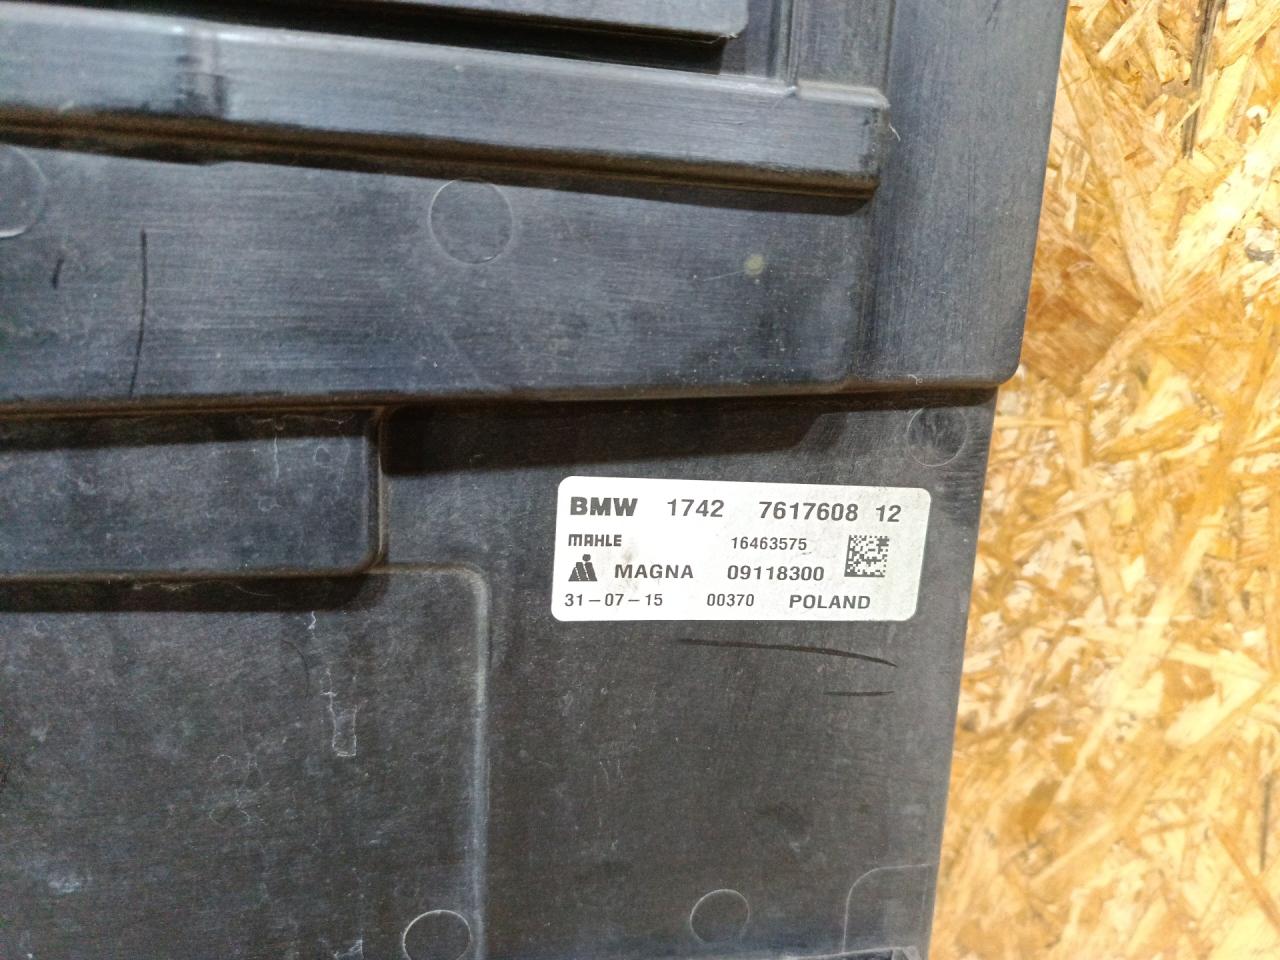 BMW 1742 7617608 12
MAHLE 16463575
MAGNA 09118300
31-07-15 00370 POLAND